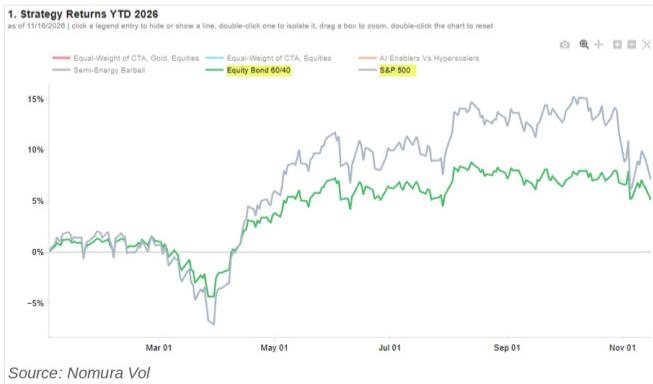 1. Strategy Returns YTD 2026
as of 11/16/2026 | click a legend entry to hide or show a line, double-click one to isolate it, drag a box to zoom, double-click the chart to reset
Equal-Weight of CTA, Gold, Equities
Equal-Weight of CTA, Equities
AI Enablers Vs Hyperscalers
Semi-Energy Barbell
Equity Bond 60/40
S&P 500
15%
10%
5%
0%
−5%
Mar 01
May 01
Jul 01
Sep 01
Nov 01
Source: Nomura Vol